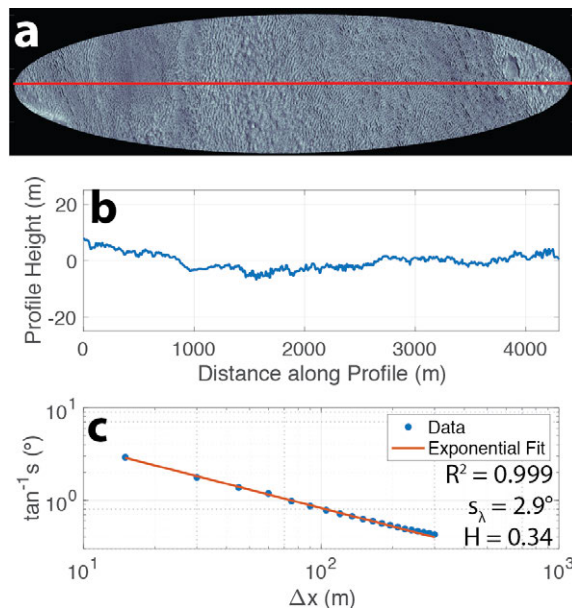 a
b
Profile Height (m)
20
0
-20
0 1000 2000 3000 4000
Distance along Profile (m)
c
tan⁻¹s (°)
10¹
10⁰
Data
Exponential Fit
R² = 0.999
s_λ = 2.9°
H = 0.34
10¹ 10² 10³
Δx (m)